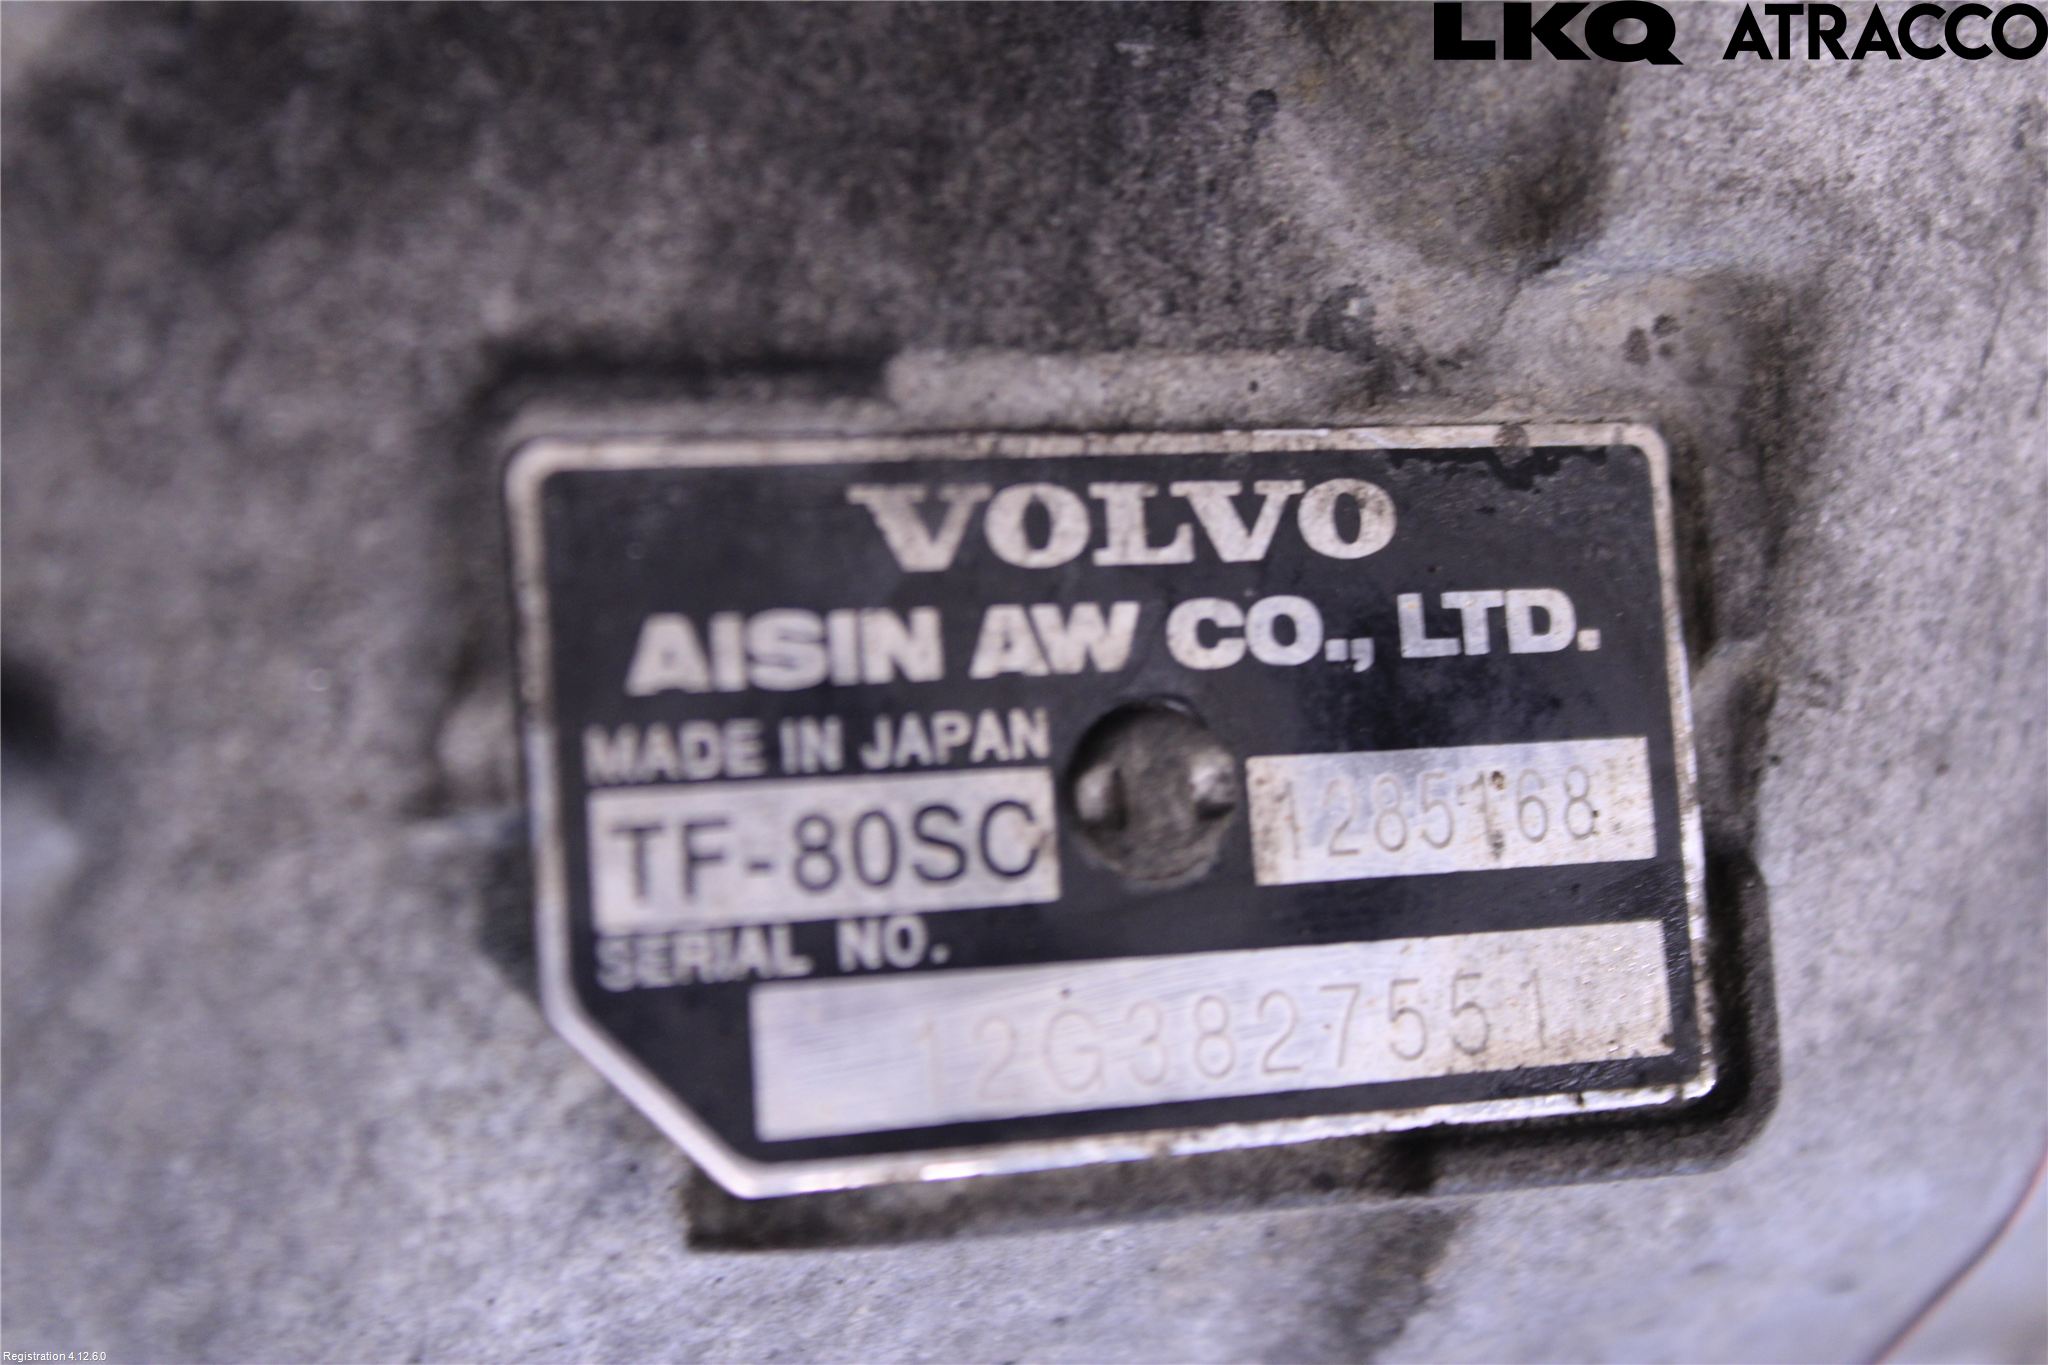 LKQ ATRACCO
VOLVO
AISIN AW CO., LTD.
MADE IN JAPAN
TF-80SC
1285168
SERIAL NO.
12G3827551
Registration 4.12.6.0